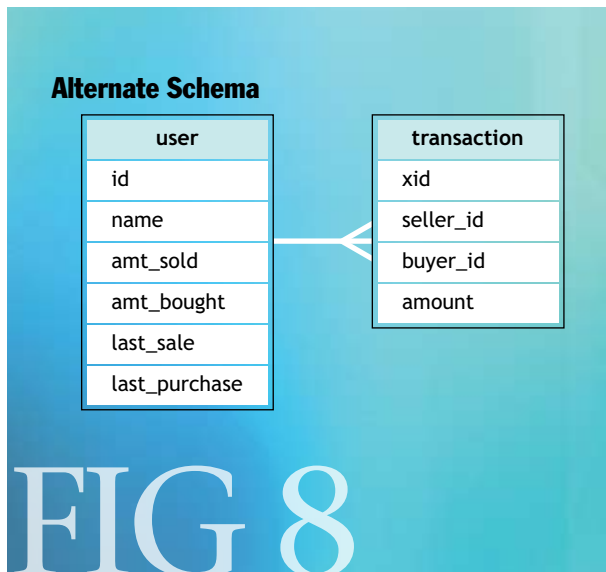 Alternate Schema
user
id
name
amt_sold
amt_bought
last_sale
last_purchase
transaction
xid
seller_id
buyer_id
amount
FIG 8